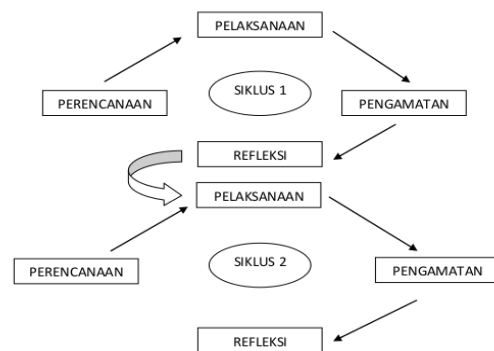 PELAKSANAAN
SIKLUS 1
PERENCANAAN
PENGAMATAN
REFLEKSI
PELAKSANAAN
SIKLUS 2
PERENCANAAN
PENGAMATAN
REFLEKSI